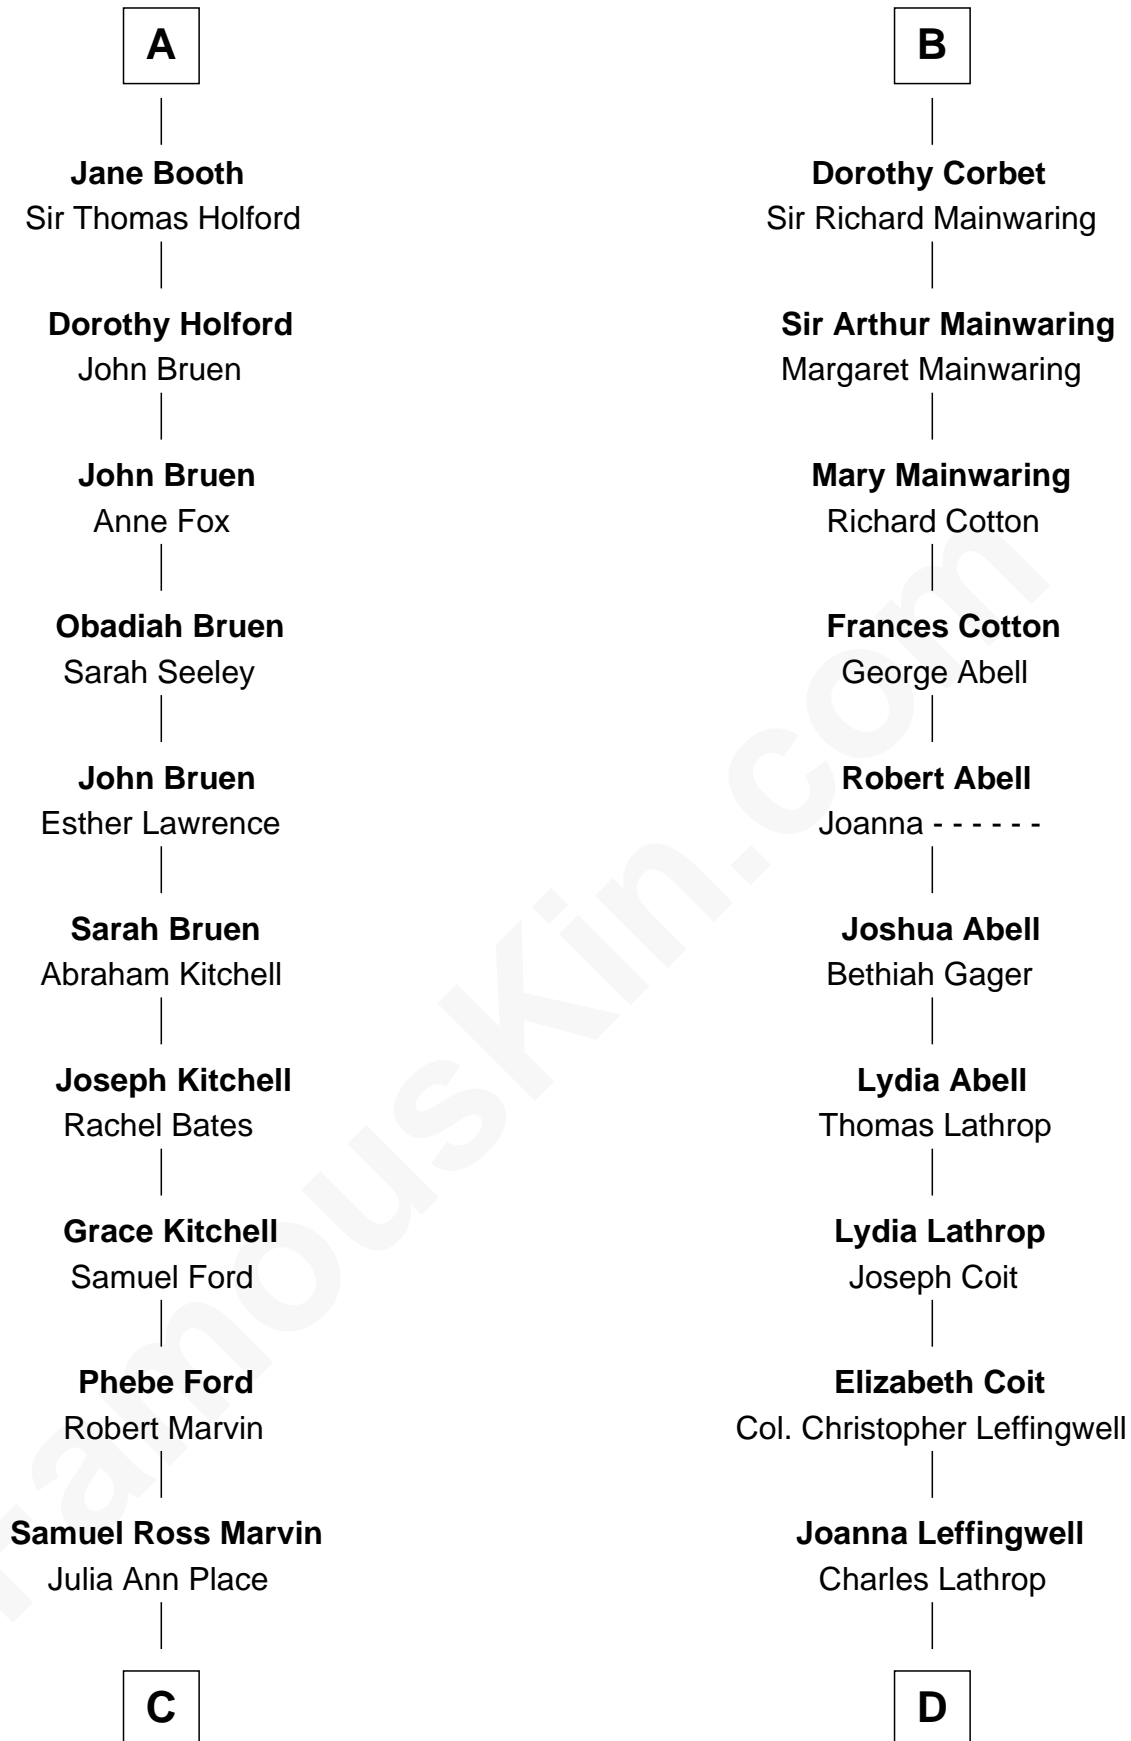 A
Jane Booth
Sir Thomas Holford
Dorothy Holford
John Bruen
John Bruen
Anne Fox
Obadiah Bruen
Sarah Seeley
John Bruen
Esther Lawrence
Sarah Bruen
Abraham Kitchell
Joseph Kitchell
Rachel Bates
Grace Kitchell
Samuel Ford
Phebe Ford
Robert Marvin
Samuel Ross Marvin
Julia Ann Place
C
B
Dorothy Corbet
Sir Richard Mainwaring
Sir Arthur Mainwaring
Margaret Mainwaring
Mary Mainwaring
Richard Cotton
Frances Cotton
George Abell
Robert Abell
Joanna - - - - - -
Joshua Abell
Bethiah Gager
Lydia Abell
Thomas Lathrop
Lydia Lathrop
Joseph Coit
Elizabeth Coit
Col. Christopher Leffingwell
Joanna Leffingwell
Charles Lathrop
D
FamousKin.com